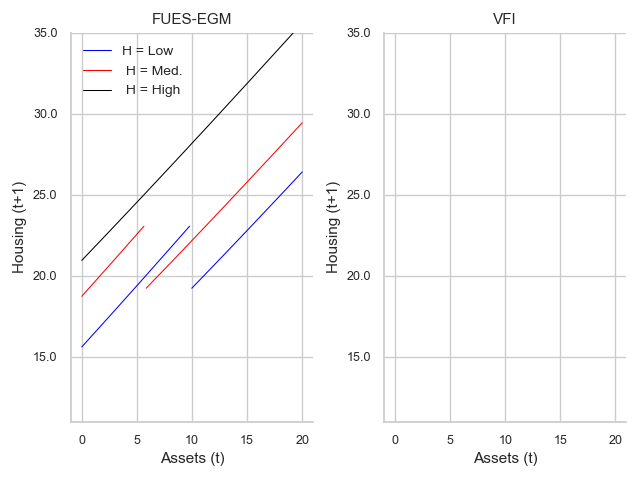 FUES-EGM
H = Low
H = Med.
H = High
35.0
30.0
25.0
20.0
15.0
Housing (t+1)
0 5 10 15 20
Assets (t)
VFI
35.0
30.0
25.0
20.0
15.0
Housing (t+1)
0 5 10 15 20
Assets (t)